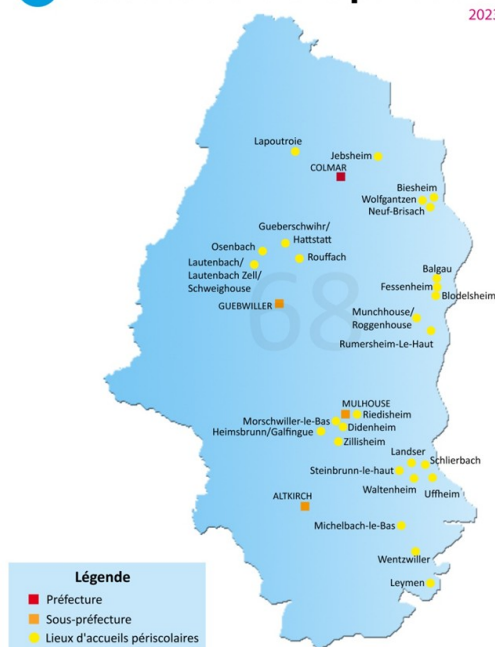 2023
Lapoutroie
Jebsheim
COLMAR
Biesheim
Wolfgantzen
Neuf-Brisach
Gueberschwihr/
Hattstatt
Osenbach
Rouffach
Lautenbach/
Lautenbach Zell/
Schweighouse
Balgau
Fessenheim
Blodelsheim
GUEBWILLER
68
Munchhouse/
Roggenhouse
Rumersheim-Le-Haut
MULHOUSE
Riedisheim
Morschwiller-le-Bas
Didenheim
Heimsbrunn/Galfingue
Zillisheim
Landser
Schlierbach
Steinbrunn-le-haut
Waltenheim
Uffheim
ALTKIRCH
Michelbach-le-Bas
Wentzwiller
Leymen
Légende
Préfecture
Sous-préfecture
Lieux d'accueils périscolaires